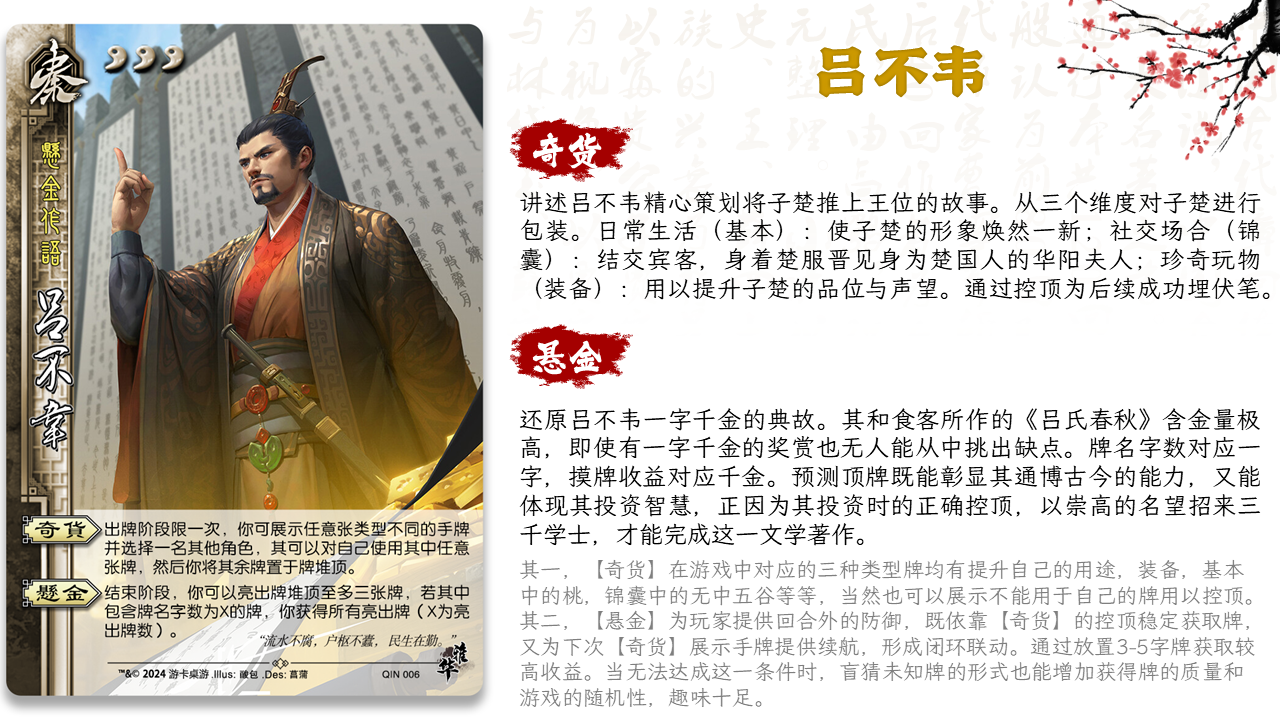 秦
懸金作語
吕不韋
奇貨
出牌阶段限一次，你可展示任意张类型不同的手牌
并选择一名其他角色，其可以对自己使用其中任意
张牌，然后你将其余牌置于牌堆顶。
懸金
结束阶段，你可以亮出牌堆顶至多三张牌，若其中
包含牌名字数为X的牌，你获得所有亮出牌（X为亮
出牌数）。
“流水不腐，户枢不蠹，民生在勤。”
™&© 2024 游卡桌游 .Illus: 酸包 .Des: 菖蒲
QIN 006
吕不韦
奇货
讲述吕不韦精心策划将子楚推上王位的故事。从三个维度对子楚进行
包装。日常生活（基本）：使子楚的形象焕然一新；社交场合（锦
囊）：结交宾客，身着楚服晋见身为楚国人的华阳夫人；珍奇玩物
（装备）：用以提升子楚的品位与声望。通过控顶为后续成功埋伏笔。
悬金
还原吕不韦一字千金的典故。其和食客所作的《吕氏春秋》含金量极
高，即使有一字千金的奖赏也无人能从中挑出缺点。牌名字数对应一
字，摸牌收益对应千金。预测顶牌既能彰显其通博古今的能力，又能
体现其投资智慧，正因为其投资时的正确控顶，以崇高的名望招来三
千学士，才能完成这一文学著作。
其一，【奇货】在游戏中对应的三种类型牌均有提升自己的用途，装备，基本
中的桃，锦囊中的无中五谷等等，当然也可以展示不能用于自己的牌用以控顶。
其二，【悬金】为玩家提供回合外的防御，既依靠【奇货】的控顶稳定获取牌，
又为下次【奇货】展示手牌提供续航，形成闭环联动。通过放置3-5字牌获取较
高收益。当无法达成这一条件时，盲猜未知牌的形式也能增加获得牌的质量和
游戏的随机性，趣味十足。